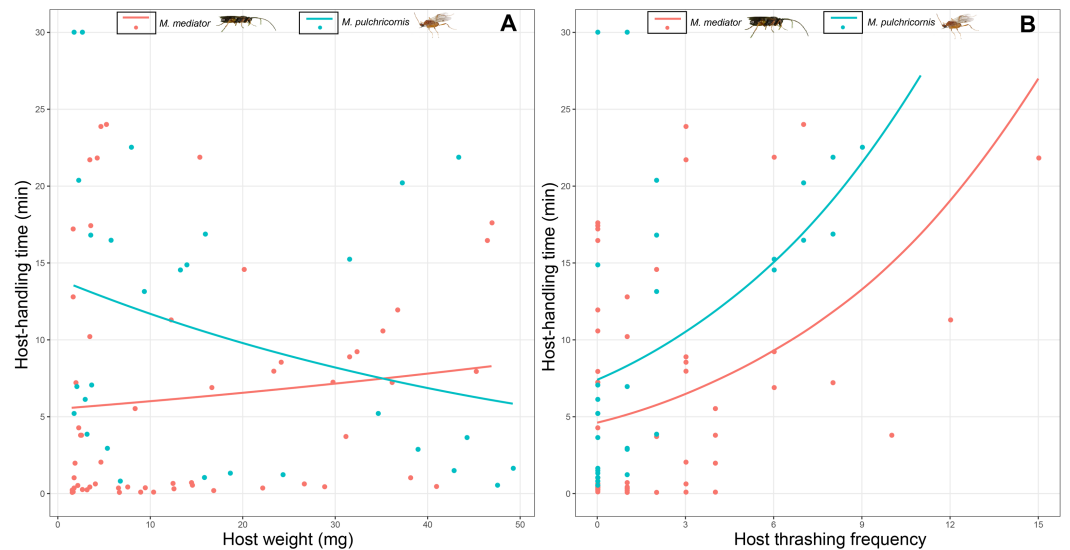 M. mediator
M. pulchricornis
A
30
25
20
15
10
5
0
Host-handling time (min)
0 10 20 30 40 50
Host weight (mg)
M. mediator
M. pulchricornis
B
30
25
20
15
10
5
0
Host-handling time (min)
0 3 6 9 12 15
Host thrashing frequency